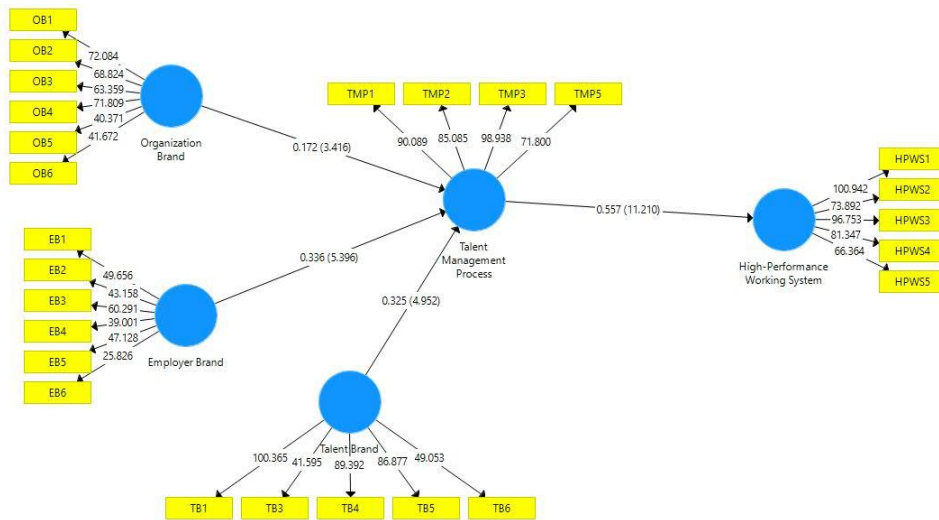 OB1
OB2
OB3
OB4
OB5
OB6
72.084
68.824
63.359
71.809
40.371
41.672
Organization
Brand
0.172 (3.416)
TMP1
TMP2
TMP3
TMP5
90.089
85.085
98.938
71.800
Talent
Management
Process
0.557 (11.210)
High-Performance
Working System
100.942
73.892
96.753
81.347
66.364
HPWS1
HPWS2
HPWS3
HPWS4
HPWS5
EB1
EB2
EB3
EB4
EB5
EB6
49.656
43.158
60.291
39.001
47.128
25.826
Employer Brand
0.336 (5.396)
0.325 (4.952)
Talent Brand
100.365
41.595
89.392
86.877
49.053
TB1
TB3
TB4
TB5
TB6